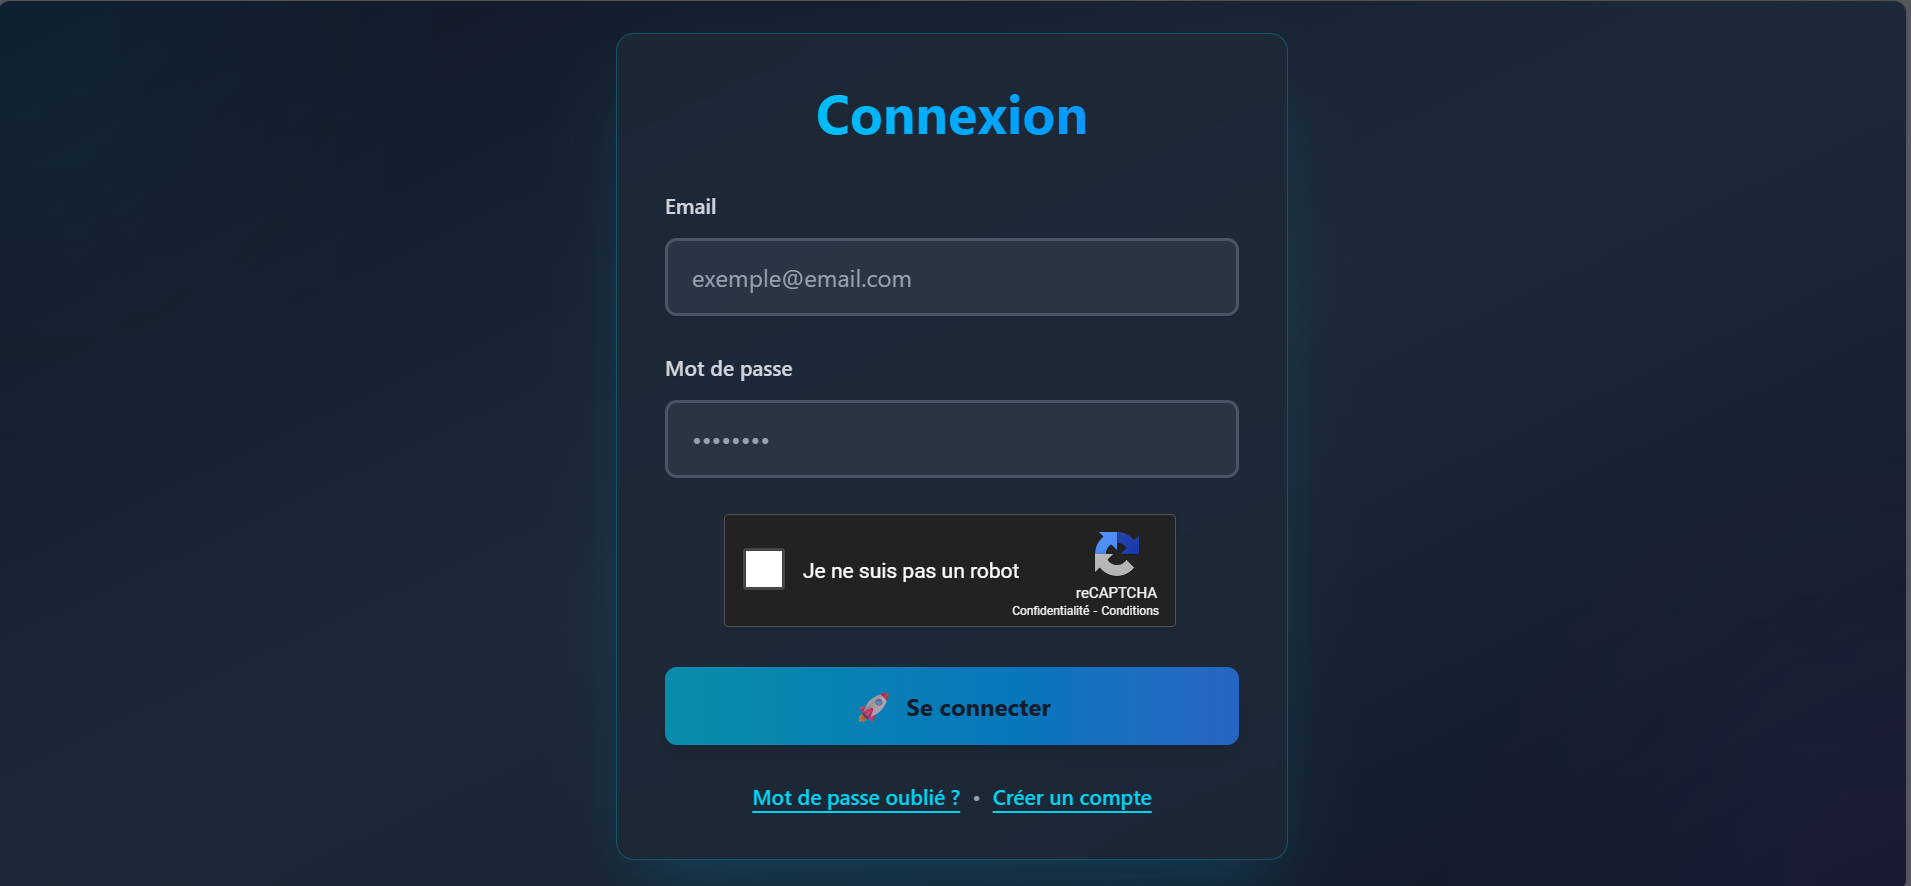 Connexion
Email
exemple@email.com
Mot de passe
••••••••
Je ne suis pas un robot
reCAPTCHA
Confidentialité - Conditions
🚀 Se connecter
Mot de passe oublié ? • Créer un compte